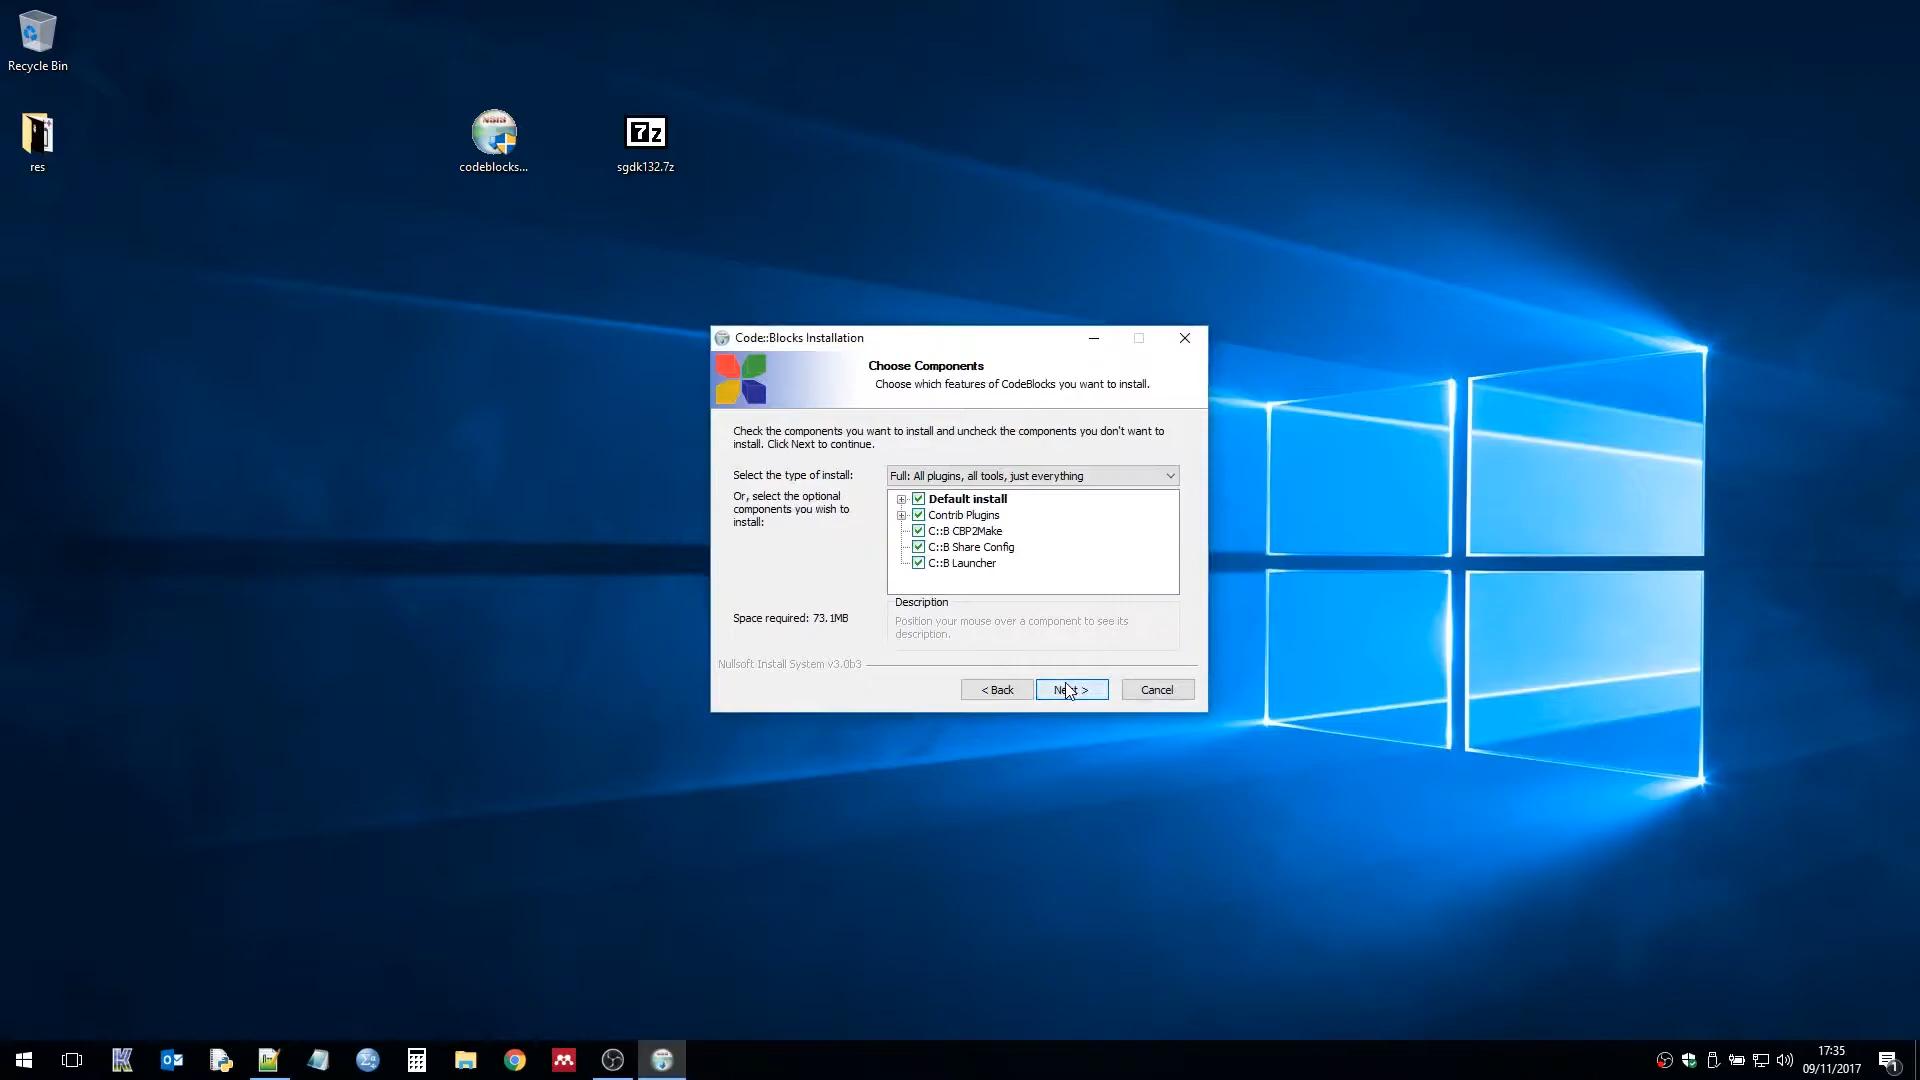 Recycle Bin
res
codeblocks...
sgdk132.7z
NSIS
7z
Code::Blocks Installation
Choose Components
Choose which features of CodeBlocks you want to install.
Check the components you want to install and uncheck the components you don't want to
install. Click Next to continue.
Select the type of install:
Full: All plugins, all tools, just everything
Or, select the optional
components you wish to
install:
Default install
Contrib Plugins
C::B CBP2Make
C::B Share Config
C::B Launcher
Space required: 73.1MB
Description
Position your mouse over a component to see its
description.
Nullsoft Install System v3.0b3
< Back
Next >
Cancel
17:35
09/11/2017
1